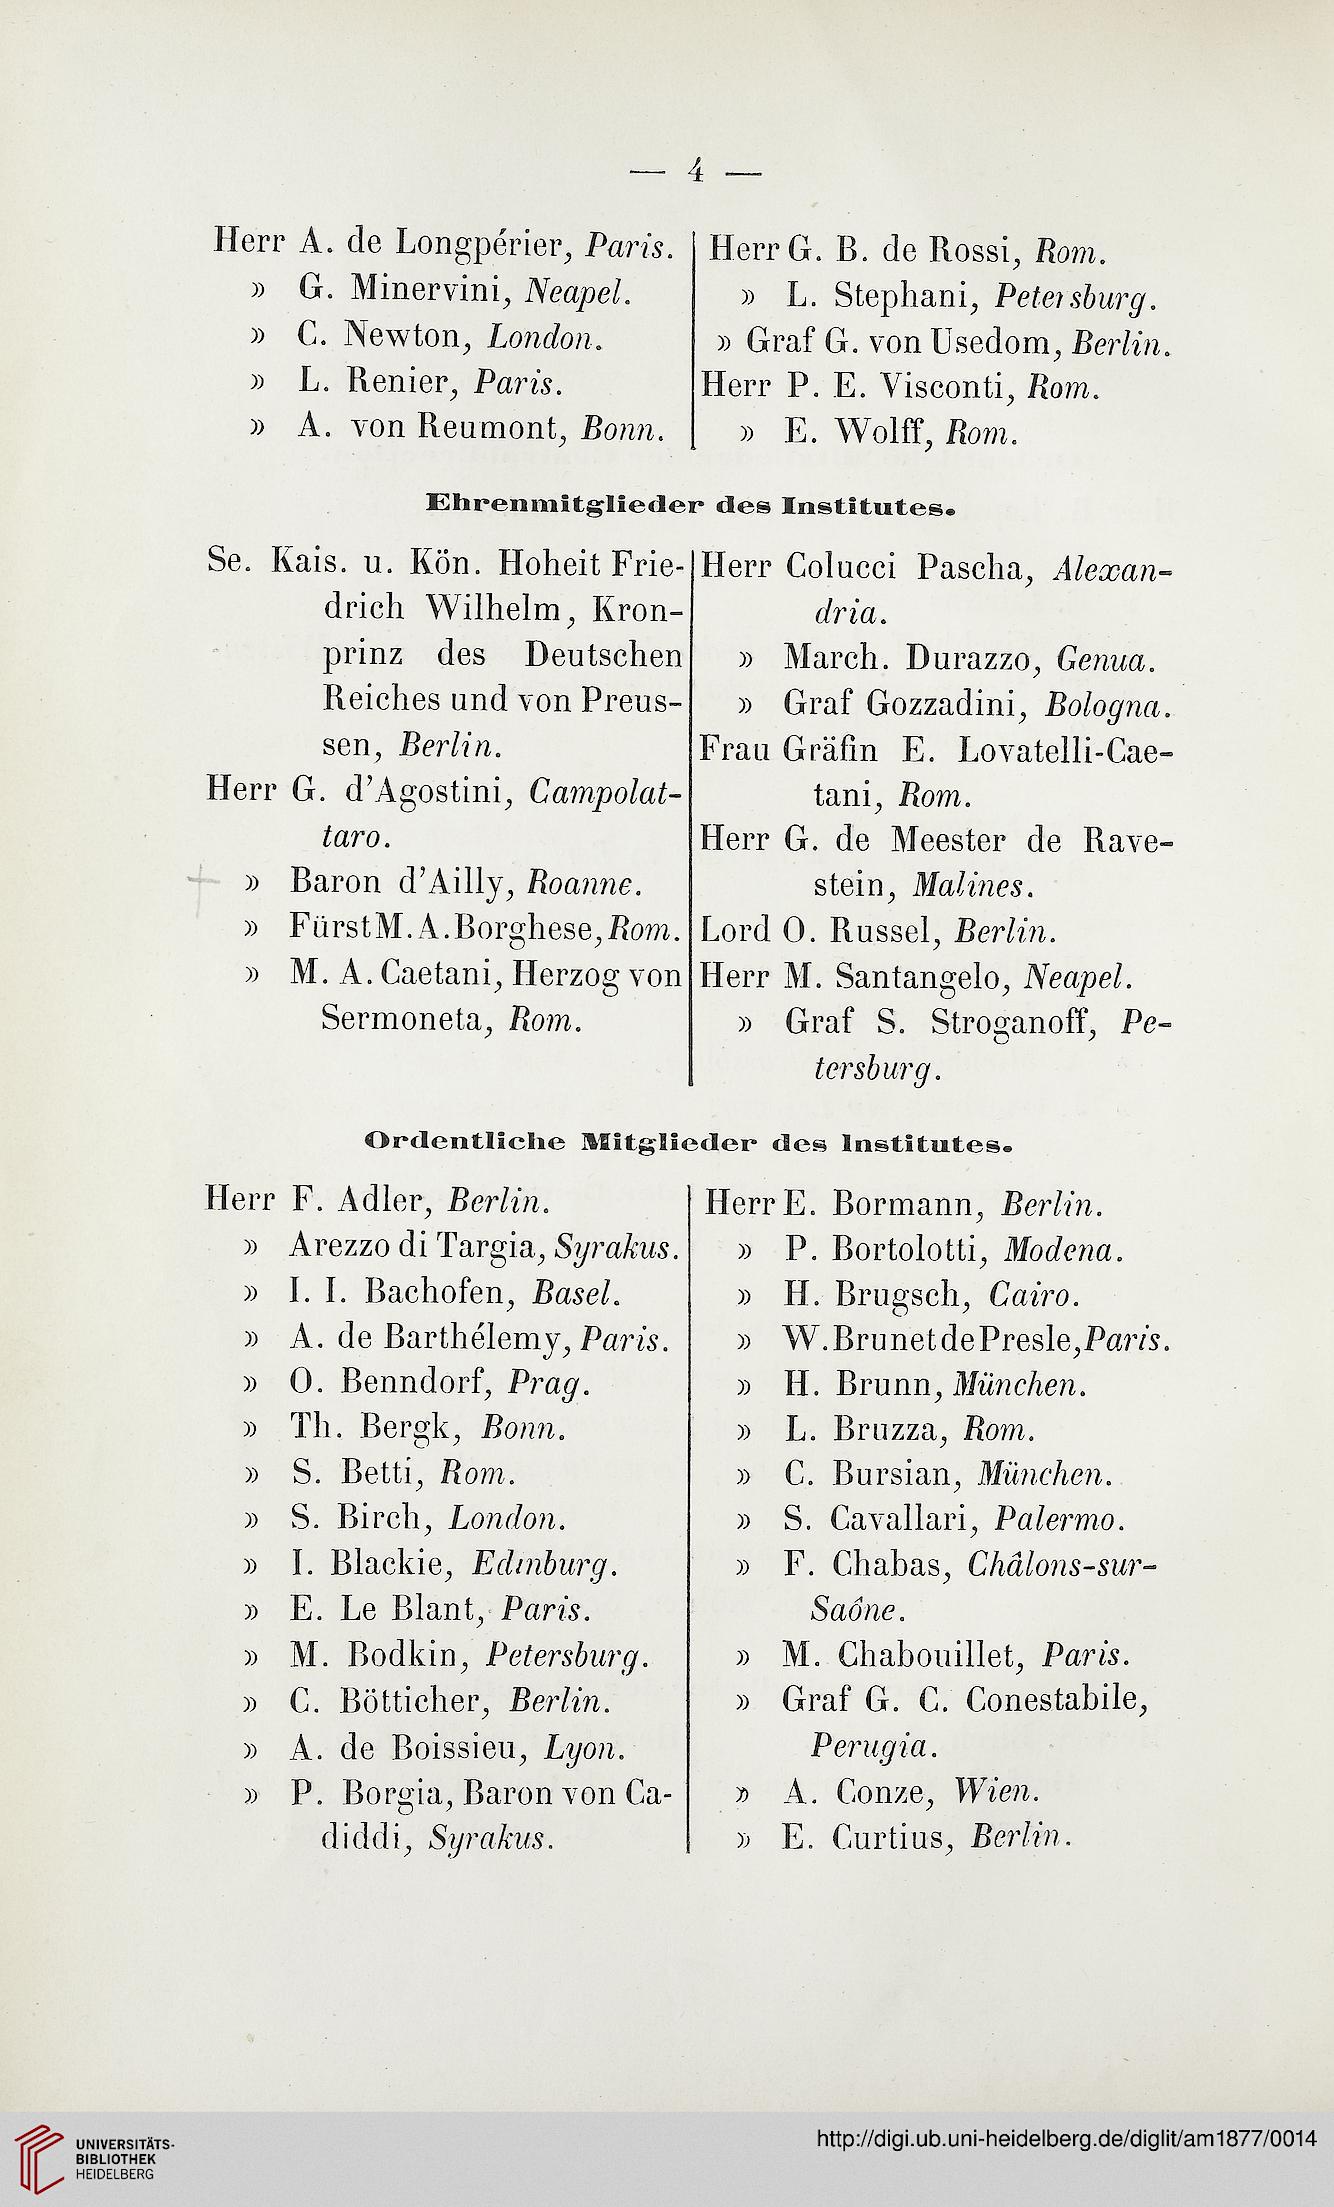 — 4 —
Herr A. de Longpérier, Paris.
» G. Minervini, Neapel.
» C. Newton, London.
» L. Renier, Paris.
» A. von Reumont, Bonn.
Herr G. B. de Rossi, Rom.
» L. Stephani, Petersburg.
» Graf G. von Usedom, Berlin.
Herr P. E. Visconti, Rom.
» E. Wolff, Rom.
Ehrenmitglieder des Institutes.
Se. Kais. u. Kön. Hoheit Frie-
drich Wilhelm, Kron-
prinz des Deutschen
Reiches und von Preus-
sen, Berlin.
Herr G. d'Agostini, Campolat-
taro.
» Baron d'Ailly, Roanne.
» Fürst M. A. Borghese, Rom.
» M. A. Caetani, Herzog von
Sermoneta, Rom.
Herr Colucci Pascha, Alexan-
dria.
» March. Durazzo, Genua.
» Graf Gozzadini, Bologna.
Frau Gräfin E. Lovatelli-Cae-
tani, Rom.
Herr G. de Meester de Rave-
stein, Malines.
Lord O. Russel, Berlin.
Herr M. Santangelo, Neapel.
» Graf S. Stroganoff, Pe-
tersburg.
Ordentliche Mitglieder des Institutes.
Herr F. Adler, Berlin.
» Arezzo di Targia, Syrakus.
» I. I. Bachofen, Basel.
» A. de Barthélemy, Paris.
» O. Benndorf, Prag.
» Th. Bergk, Bonn.
» S. Betti, Rom.
» S. Birch, London.
» I. Blackie, Edinburg.
» E. Le Blant, Paris.
» M. Bodkin, Petersburg.
» C. Bötticher, Berlin.
» A. de Boissieu, Lyon.
» P. Borgia, Baron von Ca-
diddi, Syrakus.
Herr E. Bormann, Berlin.
» P. Bortolotti, Modena.
» H. Brugsch, Cairo.
» W. Brunet de Presle, Paris.
» H. Brunn, München.
» L. Bruzza, Rom.
» C. Bursian, München.
» S. Cavallari, Palermo.
» F. Chabas, Châlons-sur-
Saône.
» M. Chabouillet, Paris.
» Graf G. C. Conestabile,
Perugia.
» A. Conze, Wien.
» E. Curtius, Berlin.
UNIVERSITÄTS-
BIBLIOTHEK
HEIDELBERG
http://digi.ub.uni-heidelberg.de/diglit/am1877/0014